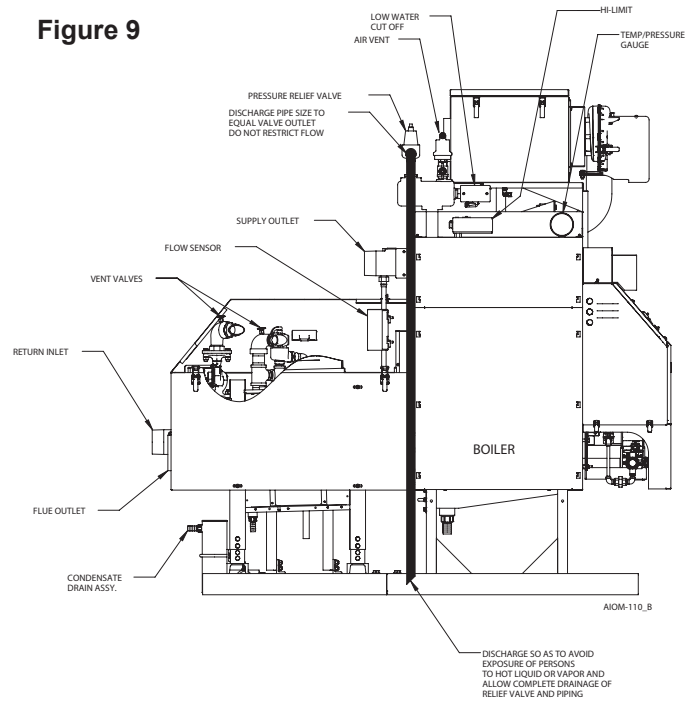 Figure 9
HI-LIMIT
LOW WATER
CUT OFF
TEMP/PRESSURE
GAUGE
AIR VENT
PRESSURE RELIEF VALVE
DISCHARGE PIPE SIZE TO
EQUAL VALVE OUTLET
DO NOT RESTRICT FLOW
SUPPLY OUTLET
FLOW SENSOR
VENT VALVES
RETURN INLET
BOILER
FLUE OUTLET
CONDENSATE
DRAIN ASSY.
AIOM-110_B
DISCHARGE SO AS TO AVOID
EXPOSURE OF PERSONS
TO HOT LIQUID OR VAPOR AND
ALLOW COMPLETE DRAINAGE OF
RELIEF VALVE AND PIPING